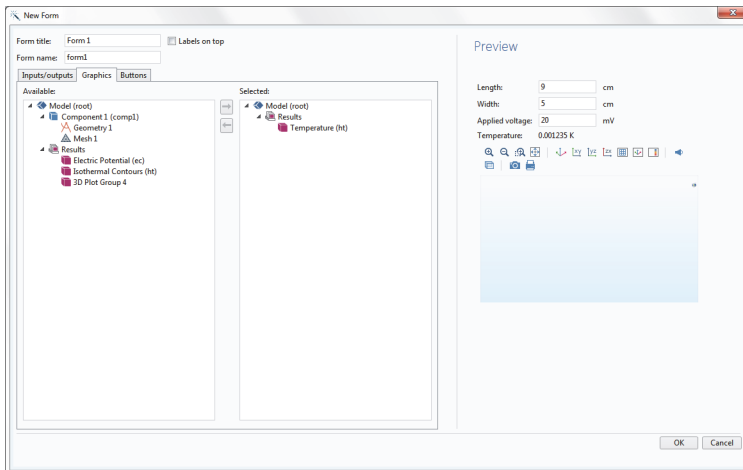 New Form
Form title: Form 1 Labels on top
Form name: form1
Inputs/outputs Graphics Buttons
Available:
Model (root)
Component 1 (comp1)
Geometry 1
Mesh 1
Results
Electric Potential (ec)
Isothermal Contours (ht)
3D Plot Group 4
Selected:
Model (root)
Results
Temperature (ht)
Preview
Length: 9 cm
Width: 5 cm
Applied voltage: 20 mV
Temperature: 0.001235 K
xy yz zx
OK Cancel